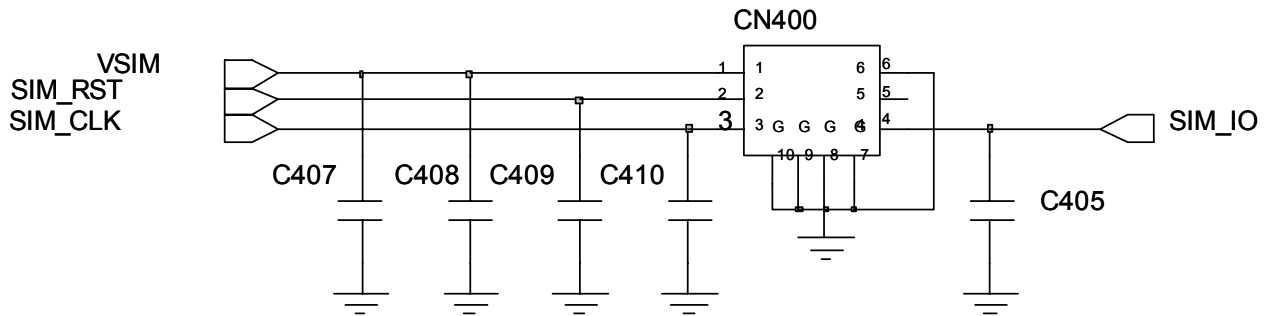 CN400
VSIM
SIM_RST
SIM_CLK
1 1 6 6
2 2 5 5
3 3 G G G G 4 4
SIM_IO
10 9 8 7
C407 C408 C409 C410
C405